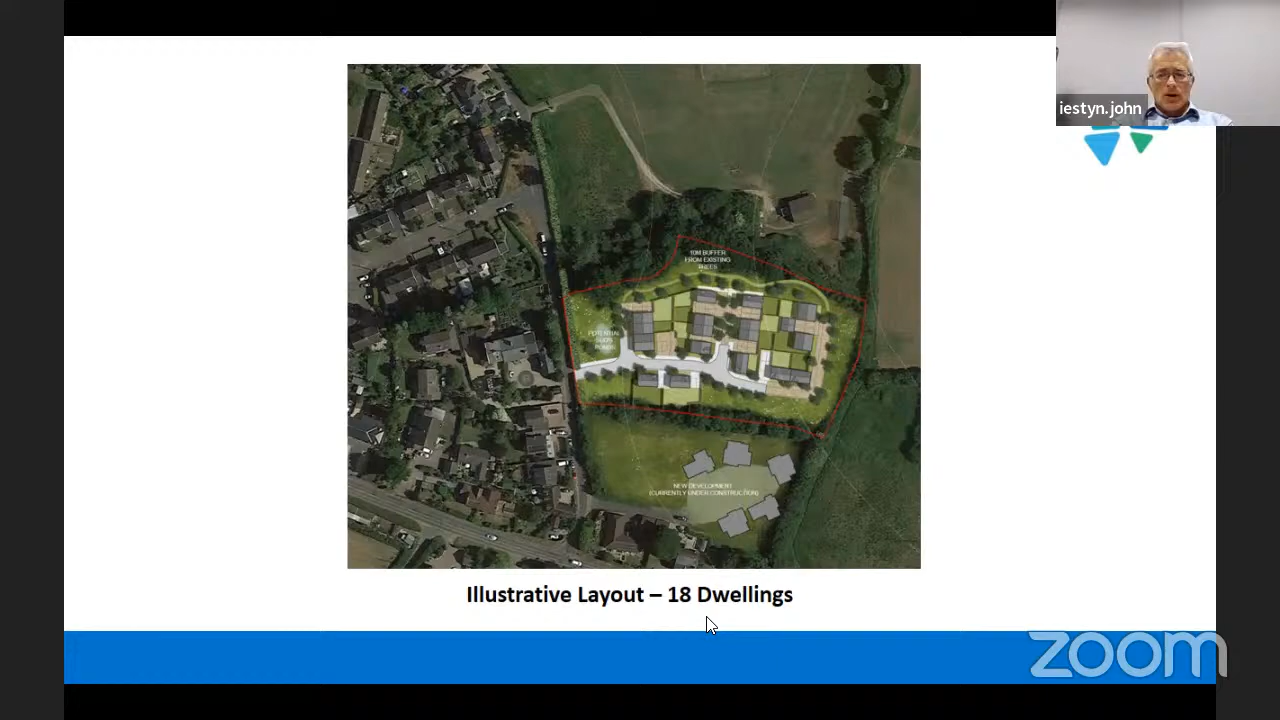 iestyn.john
10M BUFFER
FROM EXISTING
TREES
POTENTIAL
SUDS
PONDS
NEW DEVELOPMENT
(CURRENTLY UNDER CONSTRUCTION)
Illustrative Layout – 18 Dwellings
zoom